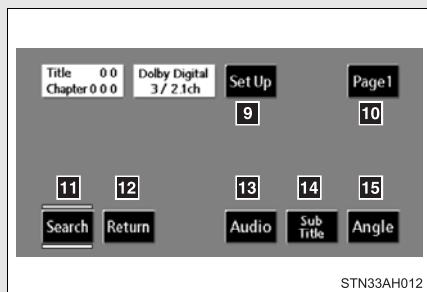 Title 0 0
Chapter 0 0 0
Dolby Digital
3 / 2.1ch
Set Up
Page1
9
10
11
12
13
14
15
Search
Return
Audio
Sub
Title
Angle
STN33AH012